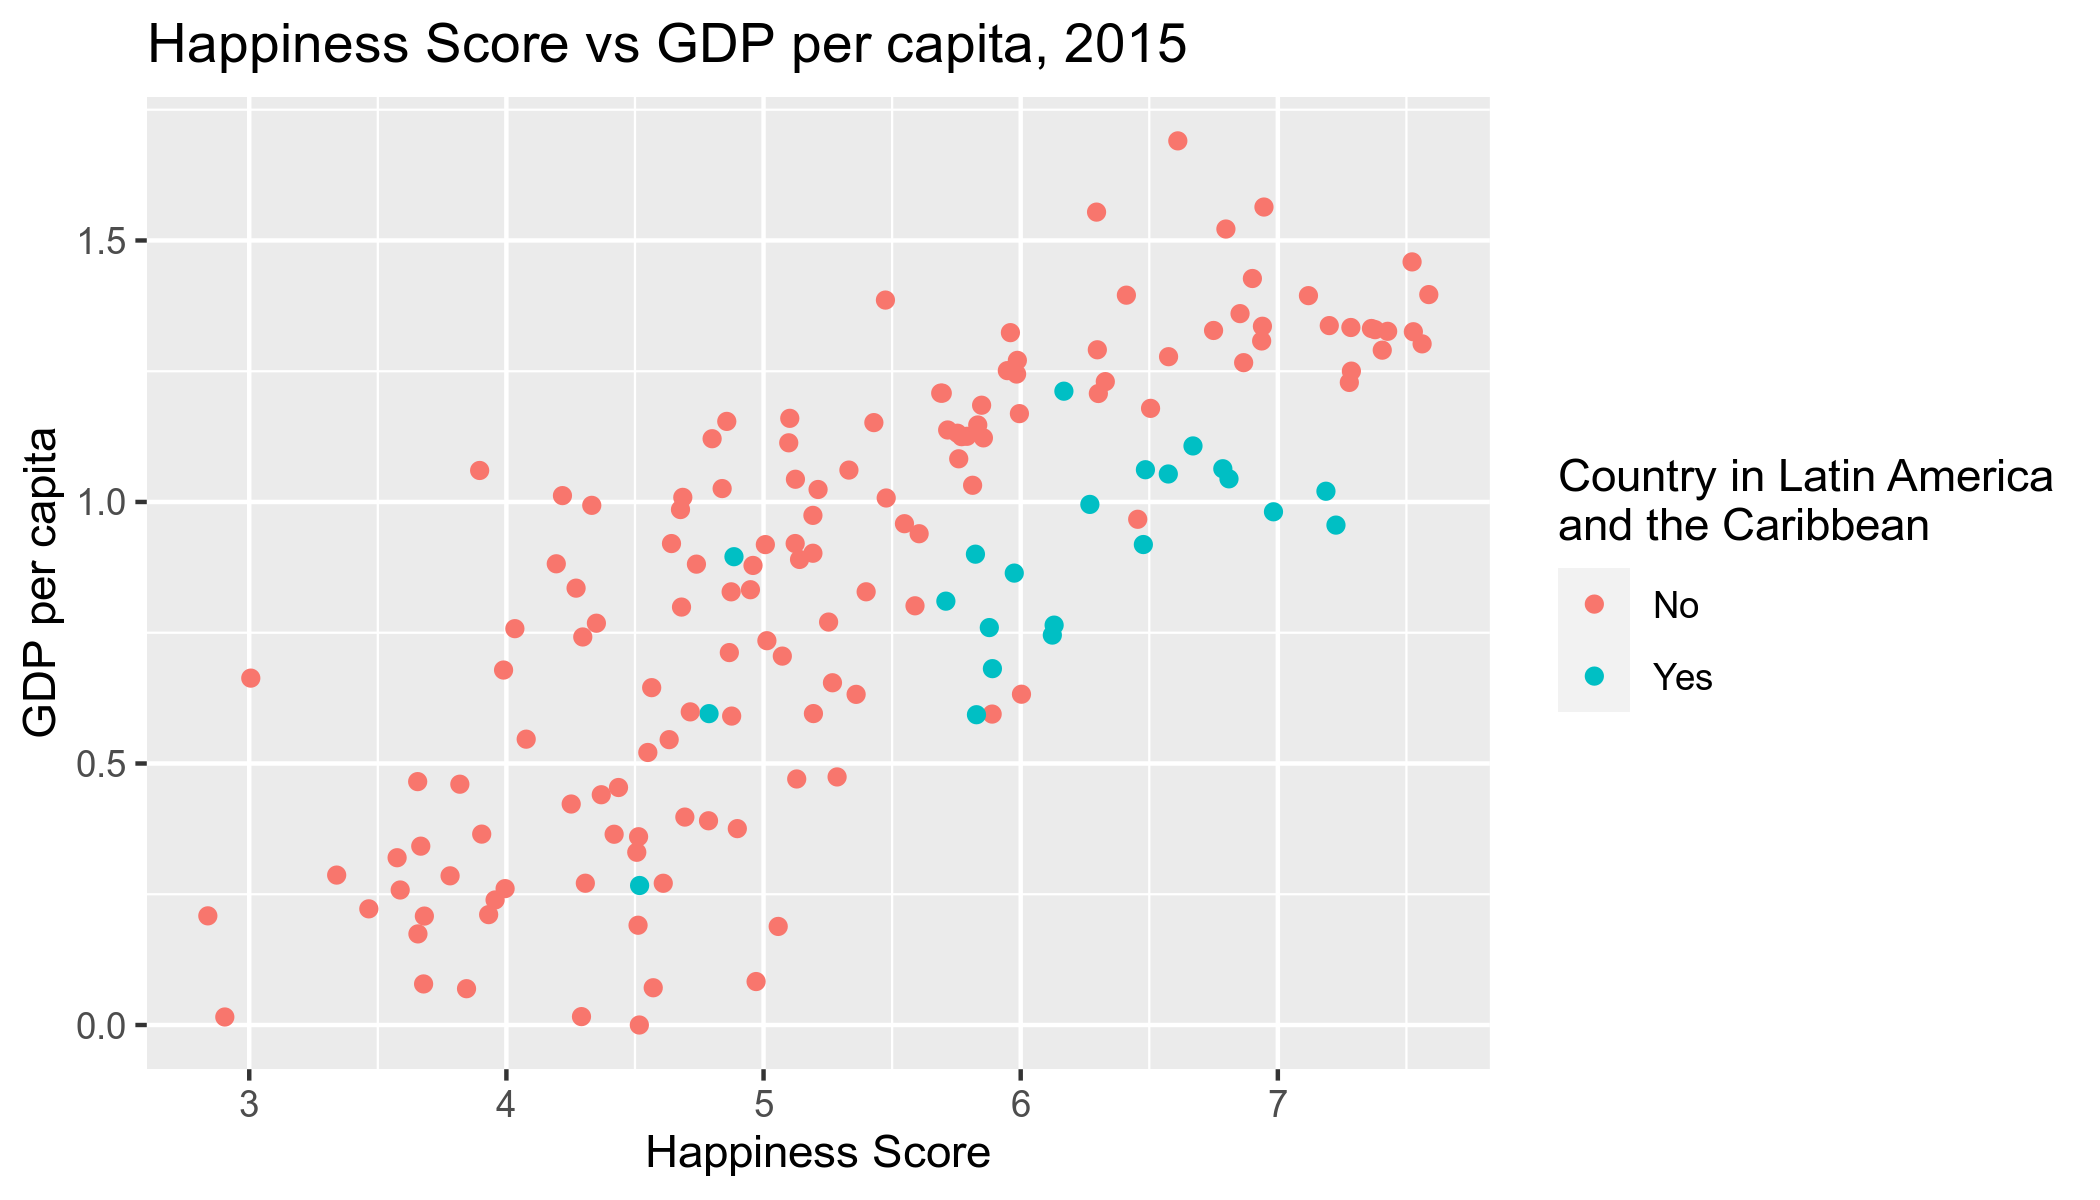 Happiness Score vs GDP per capita, 2015
GDP per capita
1.5
1.0
0.5
0.0
3 4 5 6 7
Happiness Score
Country in Latin America
and the Caribbean
No
Yes